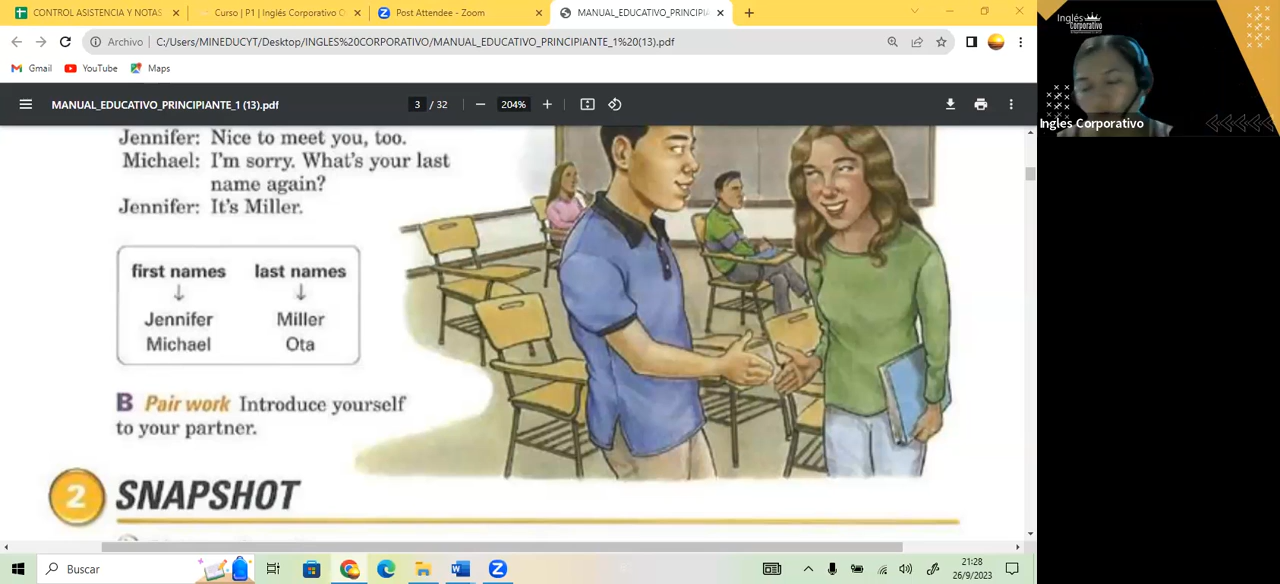 CONTROL ASISTENCIA Y NOTAS
Curso | P1 | Inglés Corporativo C
Post Attendee - Zoom
MANUAL_EDUCATIVO_PRINCIPIA
Archivo
C:/Users/MINEDUCYT/Desktop/INGLES%20CORPORATIVO/MANUAL_EDUCATIVO_PRINCIPIANTE_1%20(13).pdf
Gmail
YouTube
Maps
MANUAL_EDUCATIVO_PRINCIPIANTE_1 (13).pdf
3 / 32
204%
Jennifer: Nice to meet you, too.
Michael: I'm sorry. What's your last
name again?
Jennifer: It's Miller.
first names last names
Jennifer Miller
Michael Ota
B Pair work Introduce yourself
to your partner.
2 SNAPSHOT
Inglés
Corporativo
Ingles Corporativo
Buscar
21:28
26/9/2023